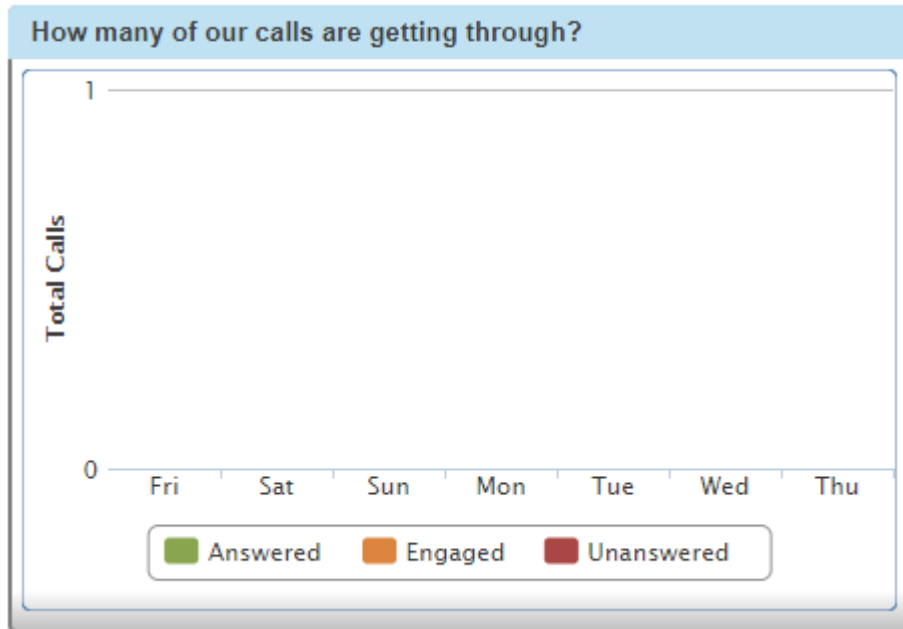 How many of our calls are getting through?
1
Total Calls
0
Fri Sat Sun Mon Tue Wed Thu
Answered Engaged Unanswered